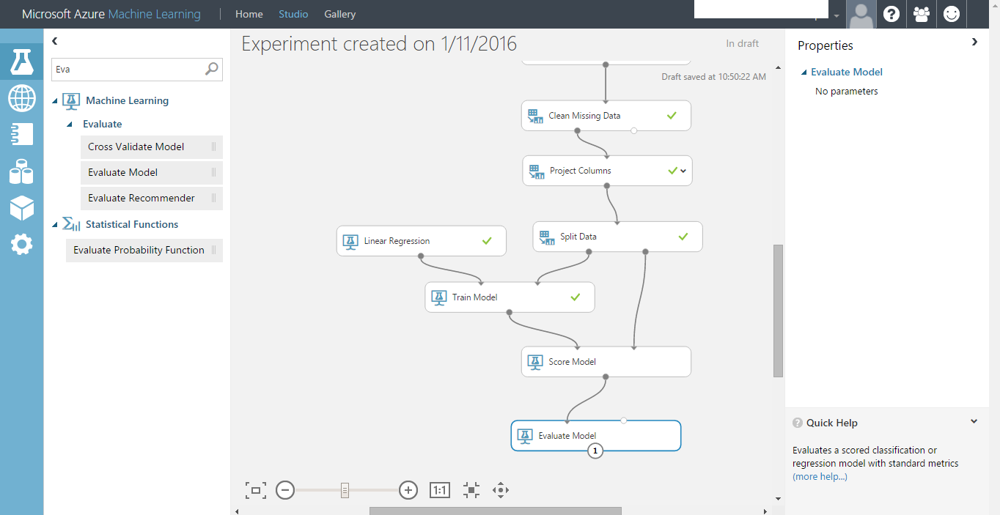 Microsoft Azure Machine Learning
Home
Studio
Gallery
?
Eva
Machine Learning
Evaluate
Cross Validate Model
Evaluate Model
Evaluate Recommender
Statistical Functions
Evaluate Probability Function
Experiment created on 1/11/2016
In draft
Draft saved at 10:50:22 AM
Clean Missing Data
Project Columns
Linear Regression
Split Data
Train Model
Score Model
Evaluate Model
1
1:1
Properties
Evaluate Model
No parameters
? Quick Help
Evaluates a scored classification or
regression model with standard metrics
(more help...)